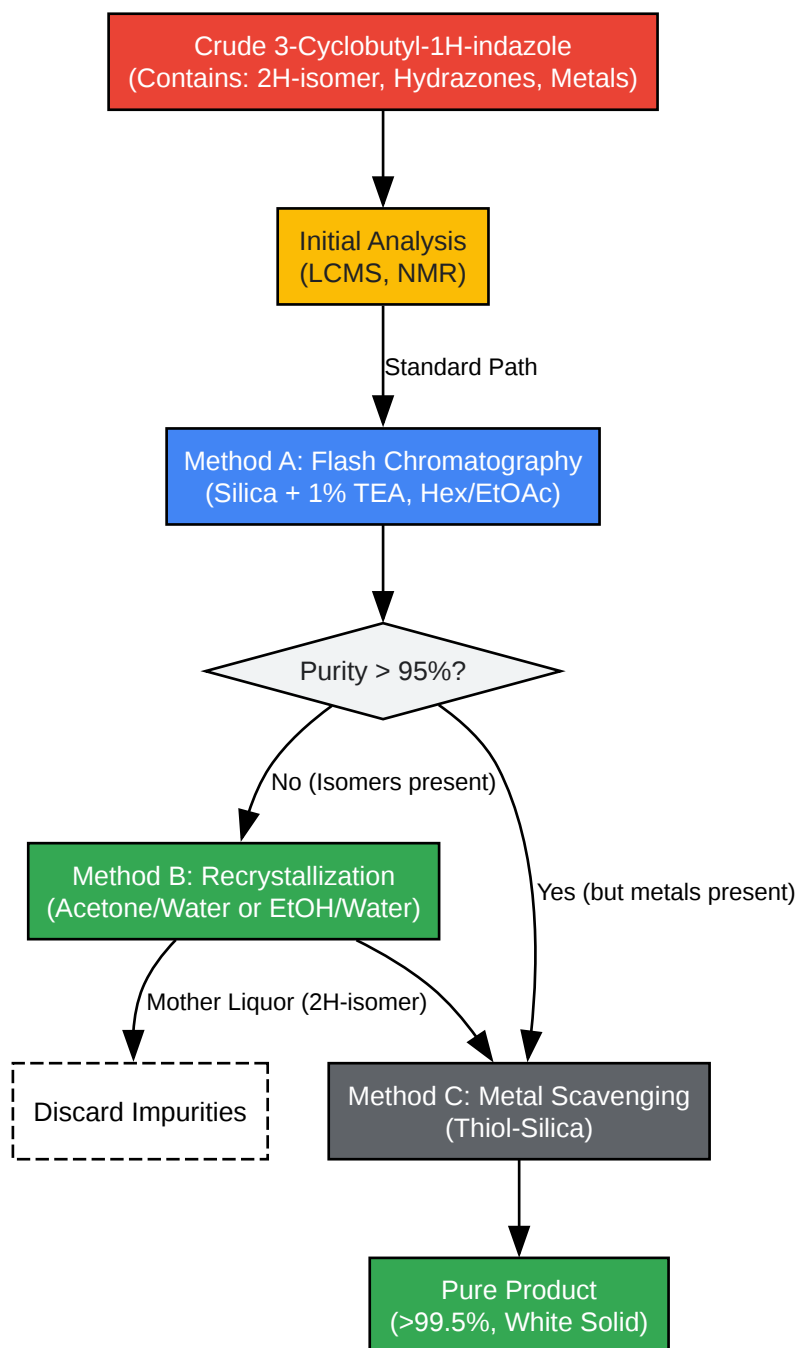 Crude 3-Cyclobutyl-1H-indazole
(Contains: 2H-isomer, Hydrazones, Metals)
Initial Analysis
(LCMS, NMR)
Standard Path
Method A: Flash Chromatography
(Silica + 1% TEA, Hex/EtOAc)
Purity > 95%?
No (Isomers present)
Method B: Recrystallization
(Acetone/Water or EtOH/Water)
Yes (but metals present)
Mother Liquor (2H-isomer)
Discard Impurities
Method C: Metal Scavenging
(Thiol-Silica)
Pure Product
(>99.5%, White Solid)